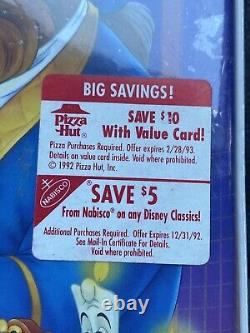 BIG SAVINGS!
Pizza Hut®
SAVE $10
With Value Card!
Pizza Purchases Required. Offer expires 2/28/93.
Details on value card inside. Void where prohibited.
© 1992 Pizza Hut, Inc.
NABISCO
SAVE $5
From Nabisco® on any Disney Classics!
Additional Purchases Required. Offer Expires 12/31/92.
See Mail-In Certificate For Details.
Void where prohibited.